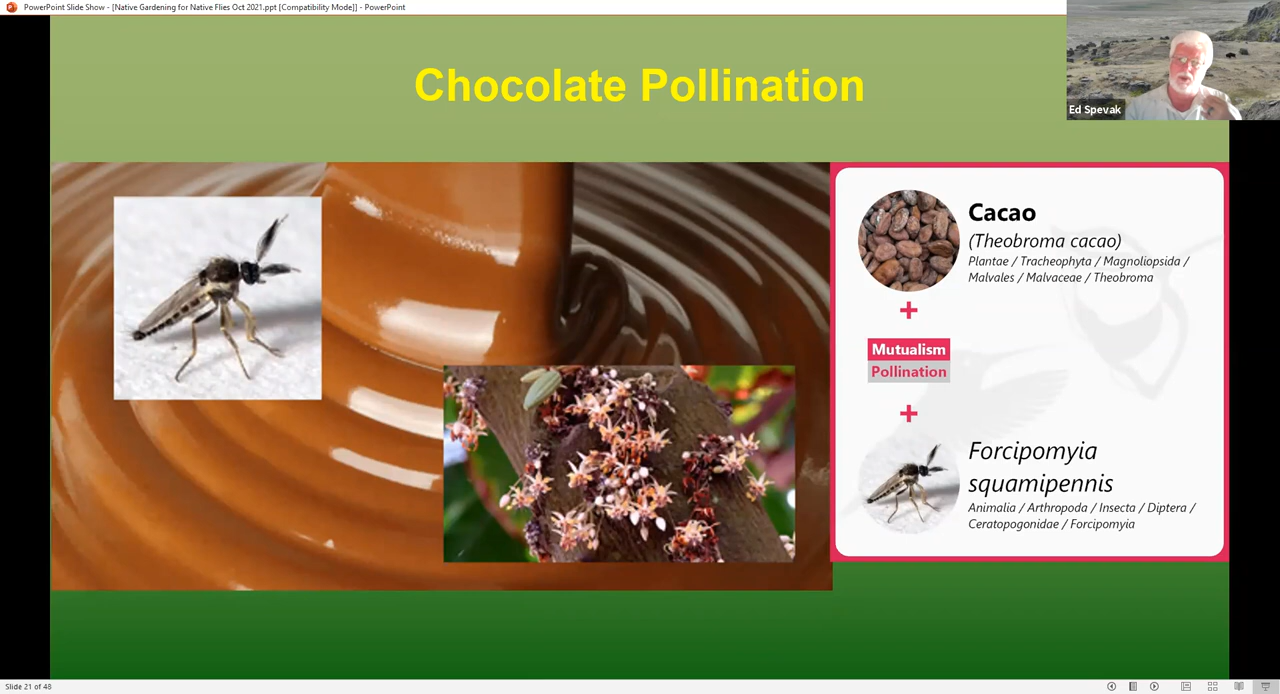 PowerPoint Slide Show - [Native Gardening for Native Flies Oct 2021.ppt [Compatibility Mode]] - PowerPoint
Chocolate Pollination
Ed Spevak
Cacao
(Theobroma cacao)
Plantae / Tracheophyta / Magnoliopsida /
Malvales / Malvaceae / Theobroma
+
Mutualism
Pollination
+
Forcipomyia
squamipennis
Animalia / Arthropoda / Insecta / Diptera /
Ceratopogonidae / Forcipomyia
Slide 21 of 48